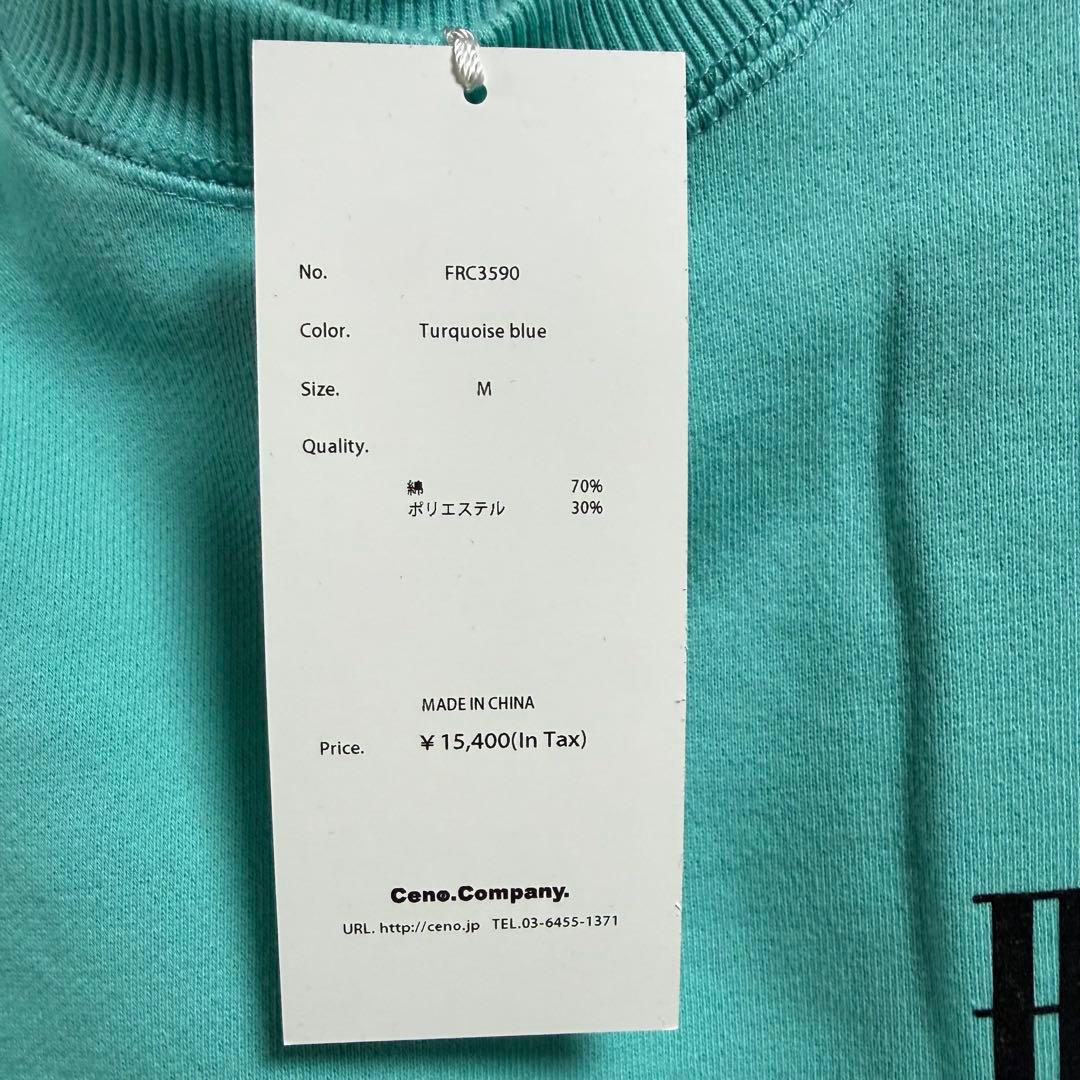 No. FRC3590
Color. Turquoise blue
Size. M
Quality.
綿 70%
ポリエステル 30%
MADE IN CHINA
Price. ¥ 15,400(In Tax)
Ceno.Company.
URL. http://ceno.jp TEL.03-6455-1371